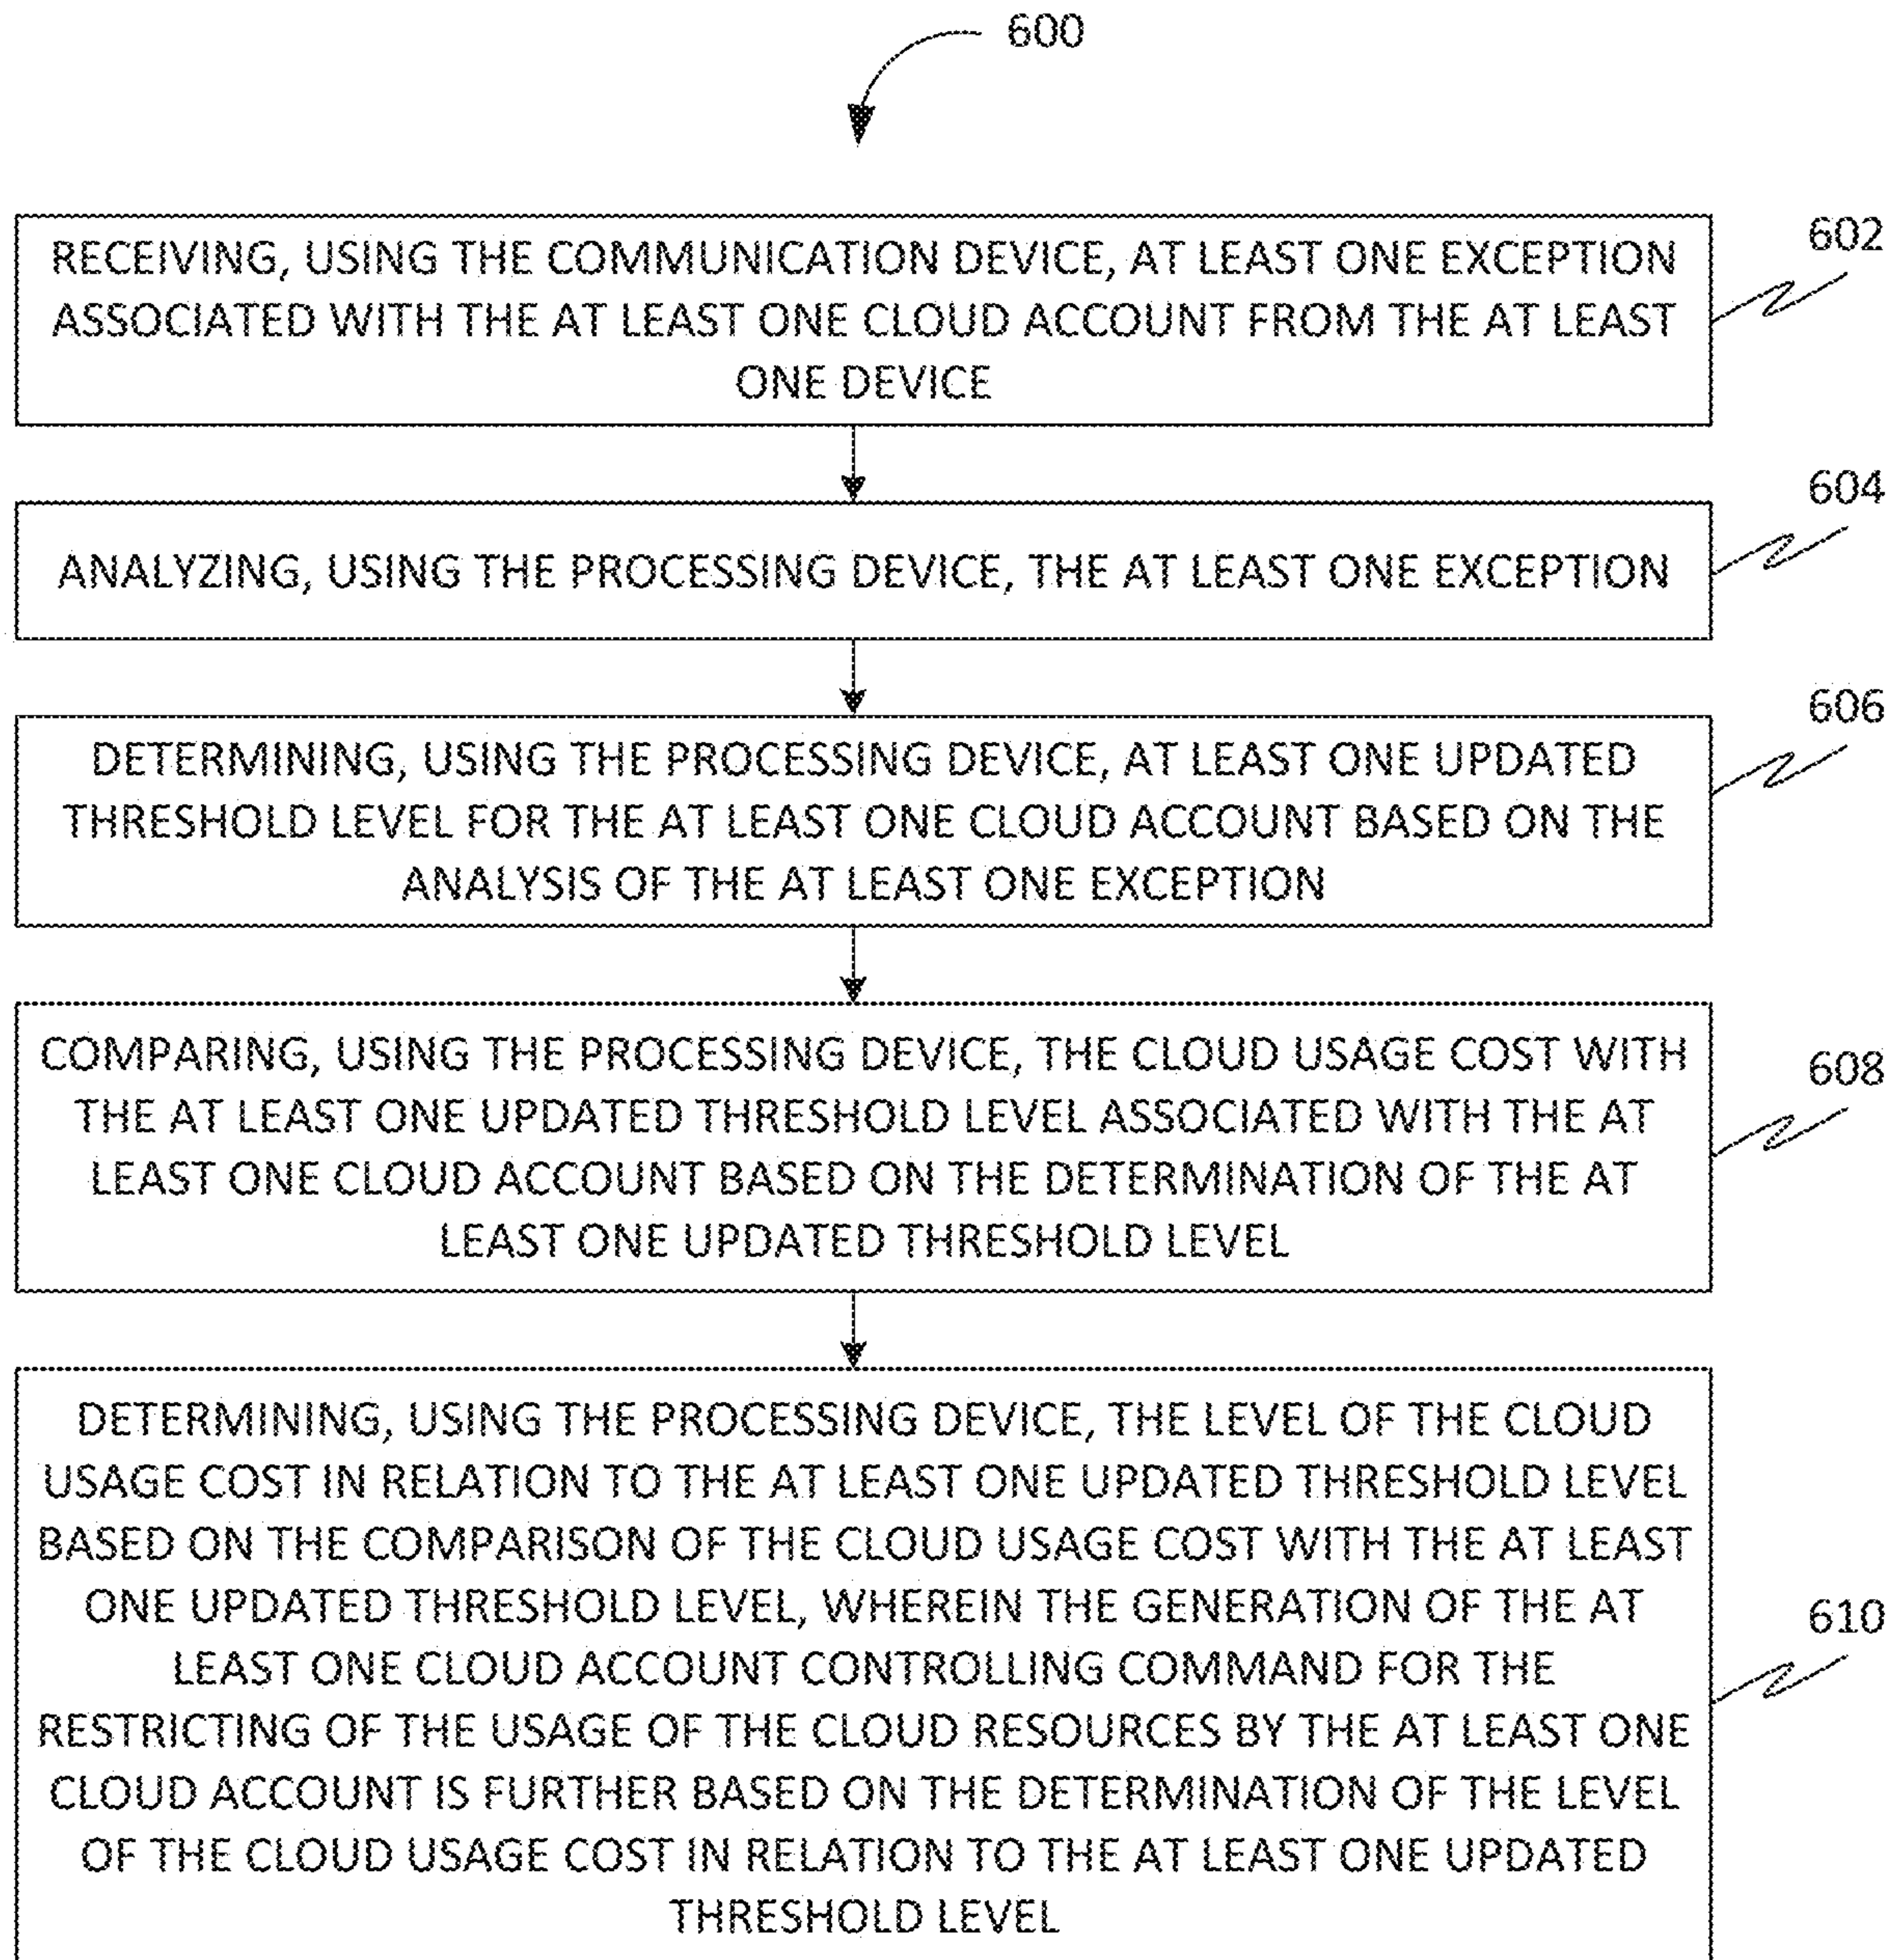 600
RECEIVING, USING THE COMMUNICATION DEVICE, AT LEAST ONE EXCEPTION
ASSOCIATED WITH THE AT LEAST ONE CLOUD ACCOUNT FROM THE AT LEAST
ONE DEVICE
602
ANALYZING, USING THE PROCESSING DEVICE, THE AT LEAST ONE EXCEPTION
604
DETERMINING, USING THE PROCESSING DEVICE, AT LEAST ONE UPDATED
THRESHOLD LEVEL FOR THE AT LEAST ONE CLOUD ACCOUNT BASED ON THE
ANALYSIS OF THE AT LEAST ONE EXCEPTION
606
COMPARING, USING THE PROCESSING DEVICE, THE CLOUD USAGE COST WITH
THE AT LEAST ONE UPDATED THRESHOLD LEVEL ASSOCIATED WITH THE AT
LEAST ONE CLOUD ACCOUNT BASED ON THE DETERMINATION OF THE AT
LEAST ONE UPDATED THRESHOLD LEVEL
608
DETERMINING, USING THE PROCESSING DEVICE, THE LEVEL OF THE CLOUD
USAGE COST IN RELATION TO THE AT LEAST ONE UPDATED THRESHOLD LEVEL
BASED ON THE COMPARISON OF THE CLOUD USAGE COST WITH THE AT LEAST
ONE UPDATED THRESHOLD LEVEL, WHEREIN THE GENERATION OF THE AT
LEAST ONE CLOUD ACCOUNT CONTROLLING COMMAND FOR THE
RESTRICTING OF THE USAGE OF THE CLOUD RESOURCES BY THE AT LEAST ONE
CLOUD ACCOUNT IS FURTHER BASED ON THE DETERMINATION OF THE LEVEL
OF THE CLOUD USAGE COST IN RELATION TO THE AT LEAST ONE UPDATED
THRESHOLD LEVEL
610